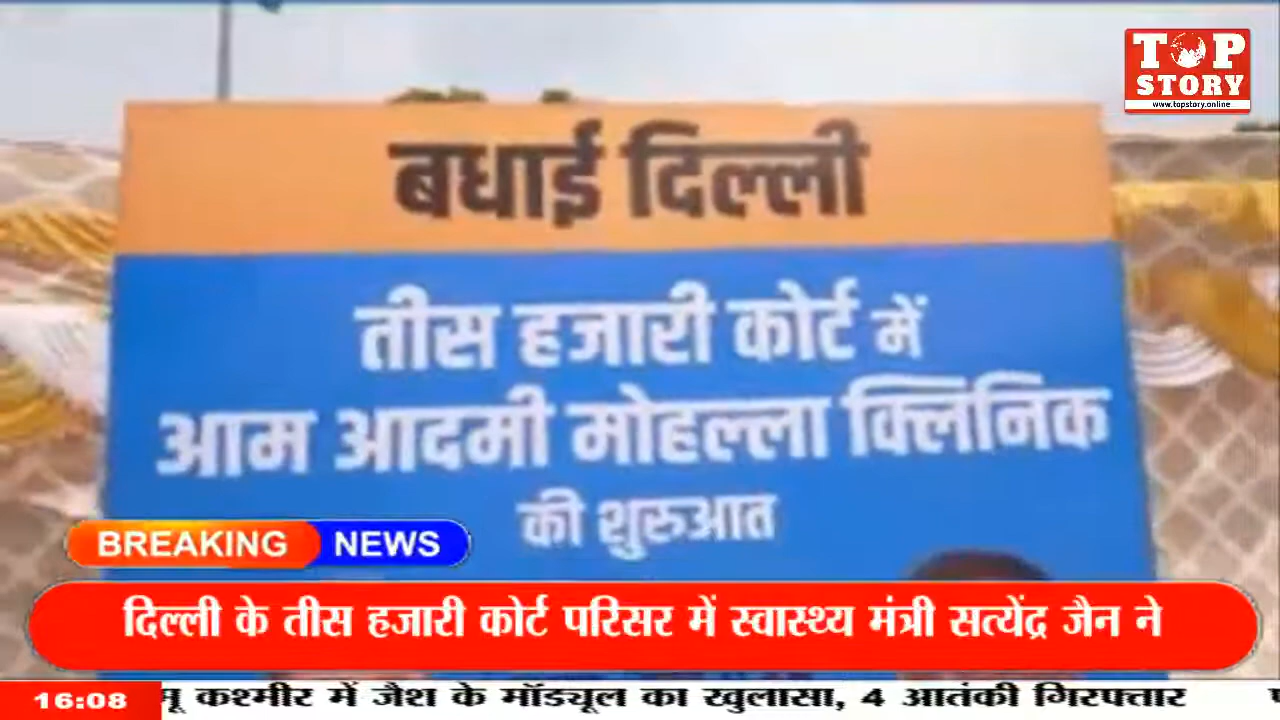 TOP
STORY
www.topstory.online
बधाई दिल्ली
तीस हजारी कोर्ट में
आम आदमी मोहल्ला क्लिनिक
की शुरुआत
BREAKING NEWS
दिल्ली के तीस हजारी कोर्ट परिसर में स्वास्थ्य मंत्री सत्येंद्र जैन ने
16:08 कश्मीर में जैश के मॉड्यूल का खुलासा, 4 आतंकी गिरफ्तार